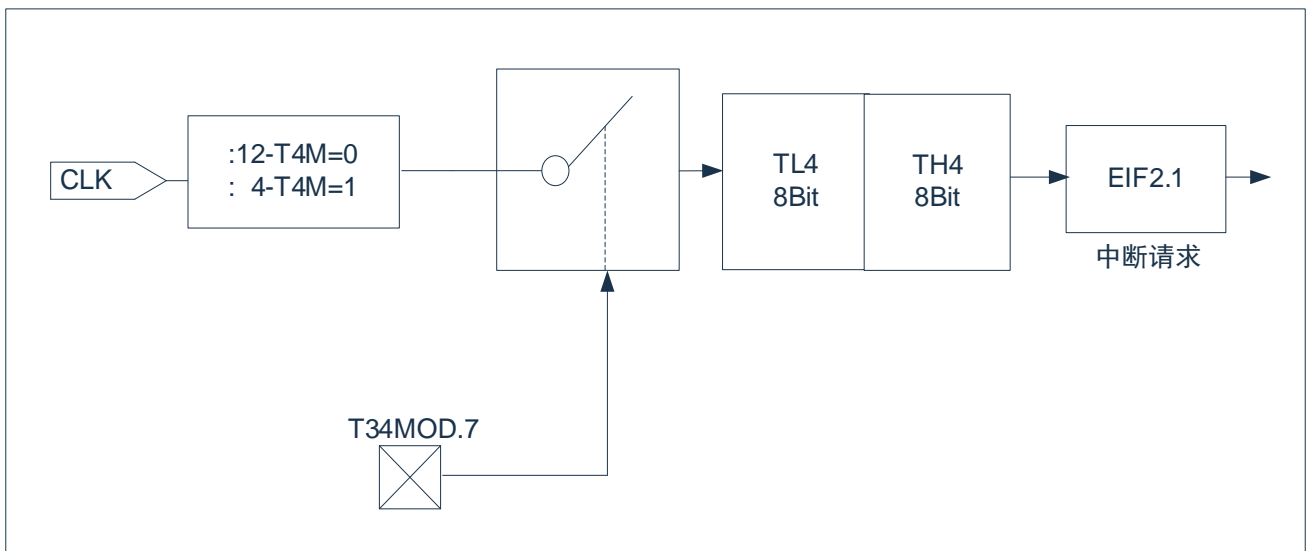 CLK
:12-T4M=0
: 4-T4M=1
TL4
8Bit
TH4
8Bit
EIF2.1
中断请求
T34MOD.7